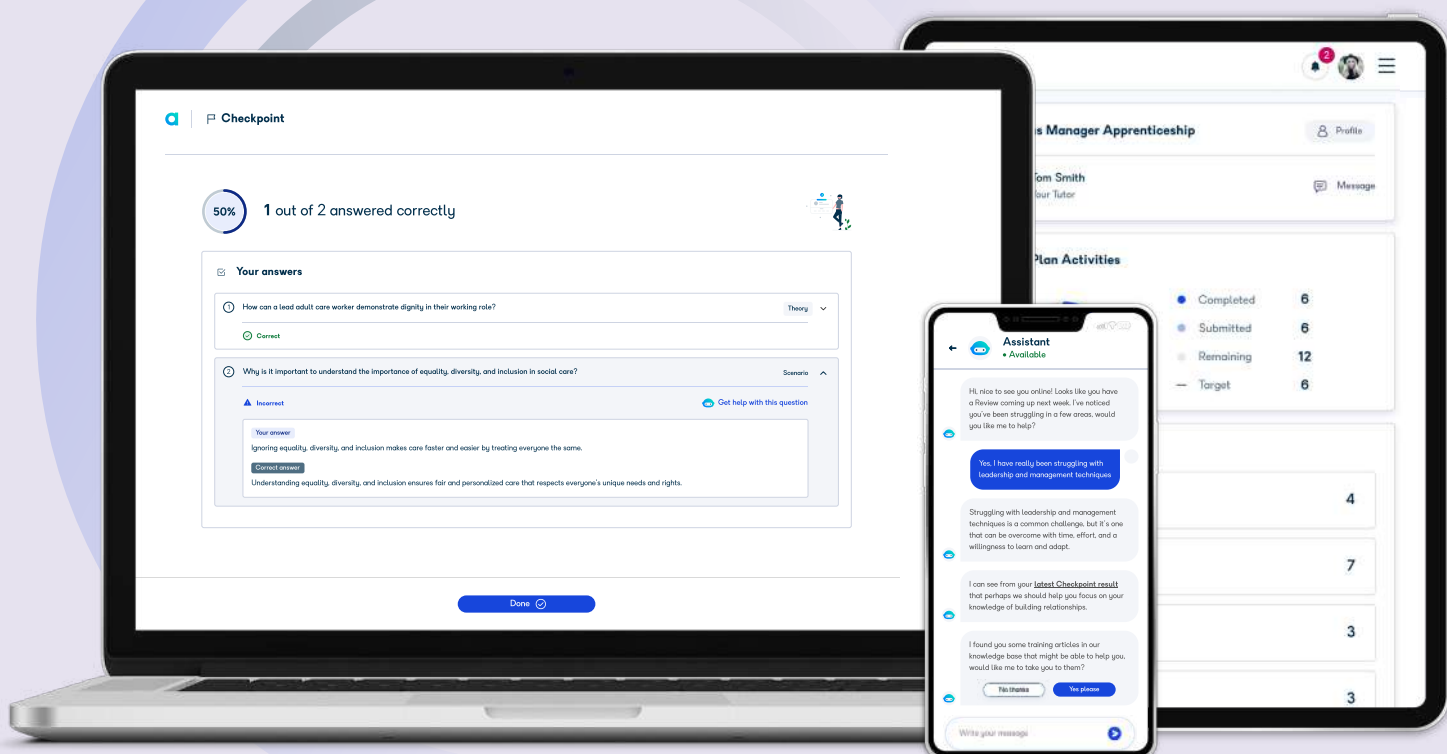 Checkpoint
50%
1 out of 2 answered correctly
Your answers
1 How can a lead adult care worker demonstrate dignity in their working role?
Theory
Correct
2 Why is it important to understand the importance of equality, diversity, and inclusion in social care?
Scenario
Incorrect
Get help with this question
Your answer
Ignoring equality, diversity, and inclusion makes care faster and easier by treating everyone the same.
Correct answer
Understanding equality, diversity, and inclusion ensures fair and personalized care that respects everyone's unique needs and rights.
Done
2
s Manager Apprenticeship
Profile
Tom Smith
Your Tutor
Message
Plan Activities
Completed 6
Submitted 6
Remaining 12
Target 6
4
7
3
3
Assistant
• Available
Hi, nice to see you online! Looks like you have
a Review coming up next week. I've noticed
you've been struggling in a few areas, would
you like me to help?
Yes, I have really been struggling with
leadership and management techniques
Struggling with leadership and management
techniques is a common challenge, but it's one
that can be overcome with time, effort, and a
willingness to learn and adapt.
I can see from your latest Checkpoint result
that perhaps we should help you focus on your
knowledge of building relationships.
I found you some training articles in our
knowledge base that might be able to help you,
would like me to take you to them?
No thanks
Yes please
Write your message